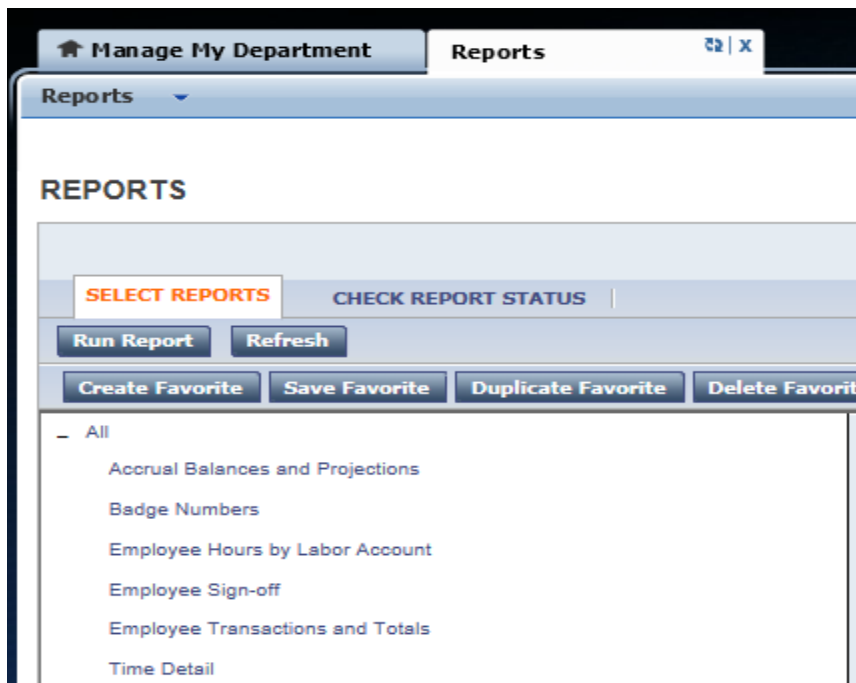 Manage My Department Reports X
Reports
REPORTS
SELECT REPORTS CHECK REPORT STATUS
Run Report Refresh
Create Favorite Save Favorite Duplicate Favorite Delete Favorit
All
Accrual Balances and Projections
Badge Numbers
Employee Hours by Labor Account
Employee Sign-off
Employee Transactions and Totals
Time Detail